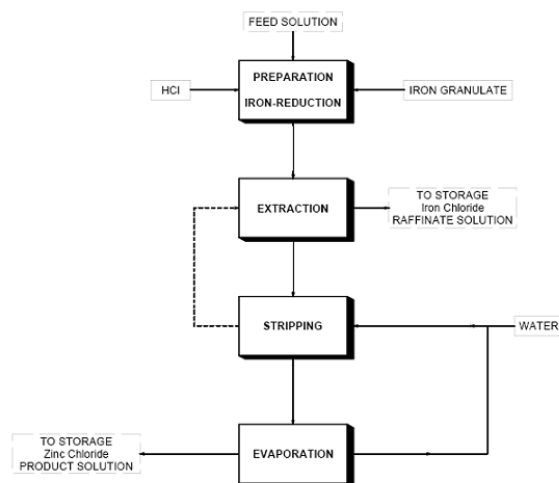 FEED SOLUTION
PREPARATION
IRON-REDUCTION
HCl
IRON GRANULATE
EXTRACTION
TO STORAGE
Iron Chloride
RAFFINATE SOLUTION
STRIPPING
WATER
TO STORAGE
Zinc Chloride
PRODUCT SOLUTION
EVAPORATION